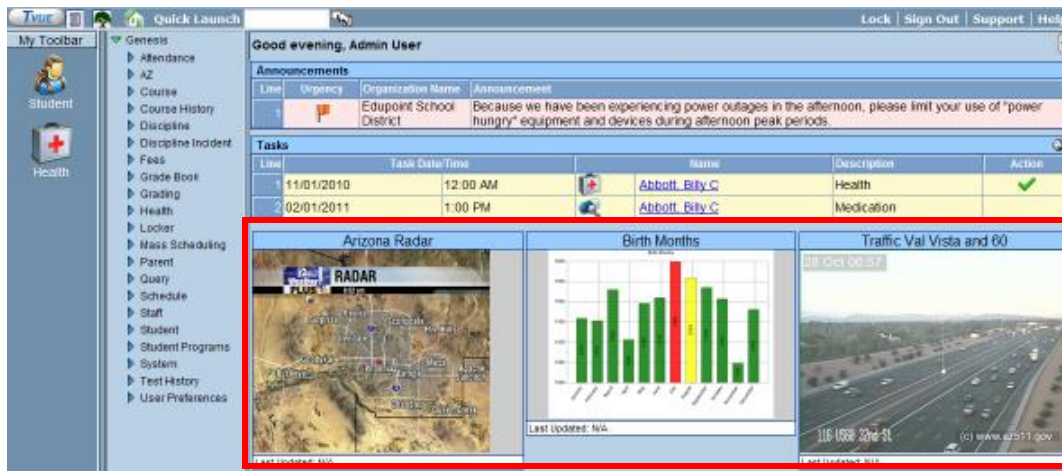 TVUE Quick Launch Lock | Sign Out | Support | Help
My Toolbar
Student
Health
Genesis
Attendance
AZ
Course
Course History
Discipline
Discipline Incident
Fees
Grade Book
Grading
Health
Locker
Mass Scheduling
Parent
Query
Schedule
Staff
Student
Student Programs
System
Test History
User Preferences
Good evening, Admin User
Announcements
Line Urgency Organization Name Announcement
1 Edupoint School District Because we have been experiencing power outages in the afternoon, please limit your use of "power
hungry" equipment and devices during afternoon peak periods.
Tasks
Line Task Date/Time Name Description Action
1 11/01/2010 12:00 AM Abbott, Billy C Health
2 02/01/2011 1:00 PM Abbott, Billy C Medication
Arizona Radar
RADAR
PLUS
Last Updated: N/A
Birth Months
Last Updated: N/A
Traffic Val Vista and 60
28 Oct 06:57
(c) www.az511.gov
Last Updated: N/A